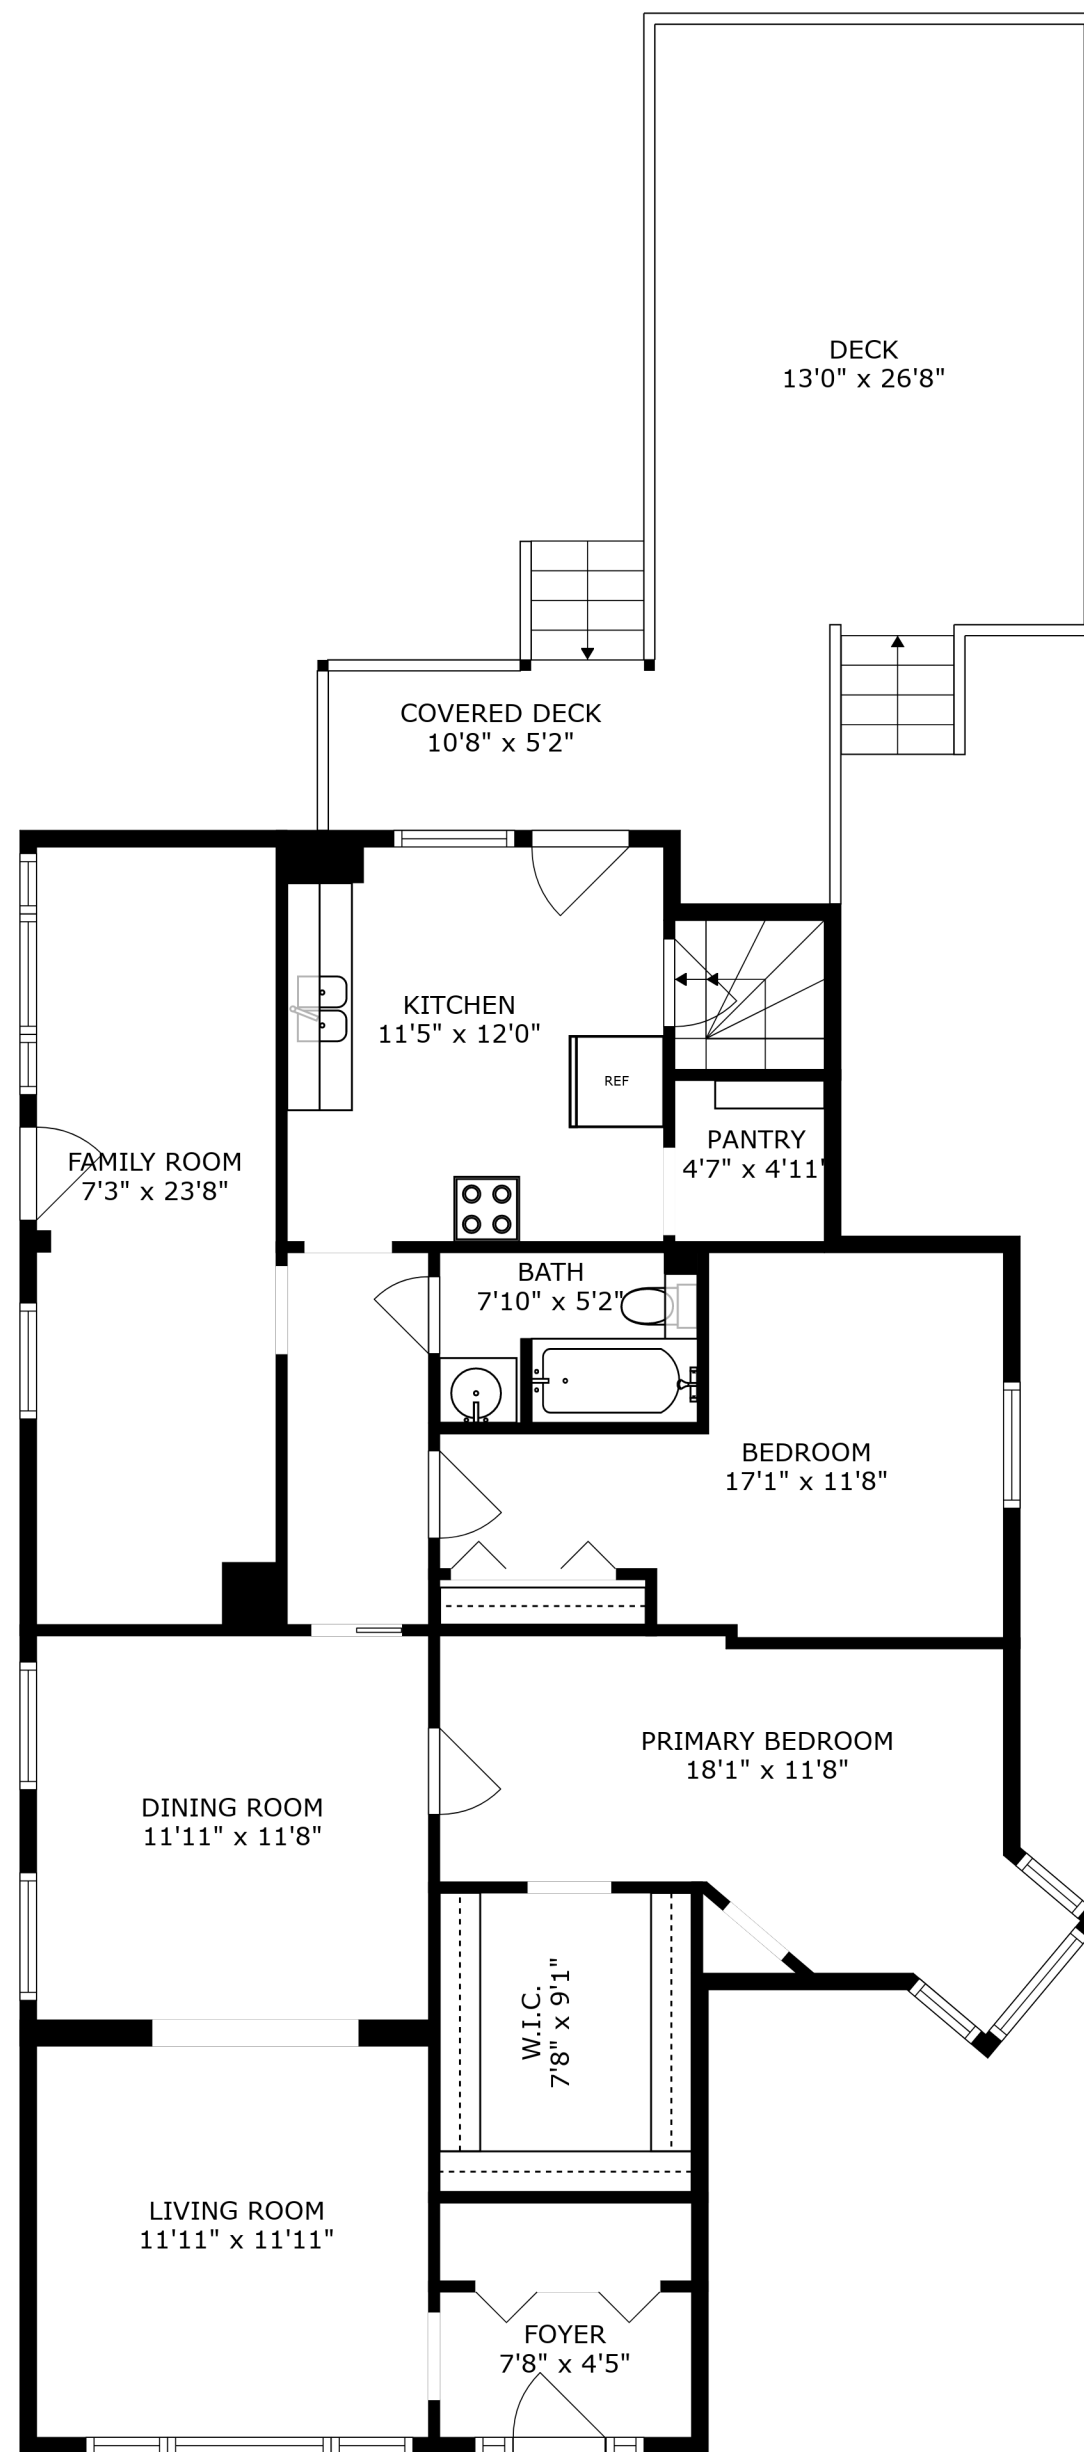 DECK
13'0" x 26'8"
COVERED DECK
10'8" x 5'2"
KITCHEN
11'5" x 12'0"
REF
PANTRY
4'7" x 4'11'
FAMILY ROOM
7'3" x 23'8"
BATH
7'10" x 5'2"
BEDROOM
17'1" x 11'8"
PRIMARY BEDROOM
18'1" x 11'8"
DINING ROOM
11'11" x 11'8"
W.I.C.
7'8" x 9'1"
LIVING ROOM
11'11" x 11'11"
FOYER
7'8" x 4'5"